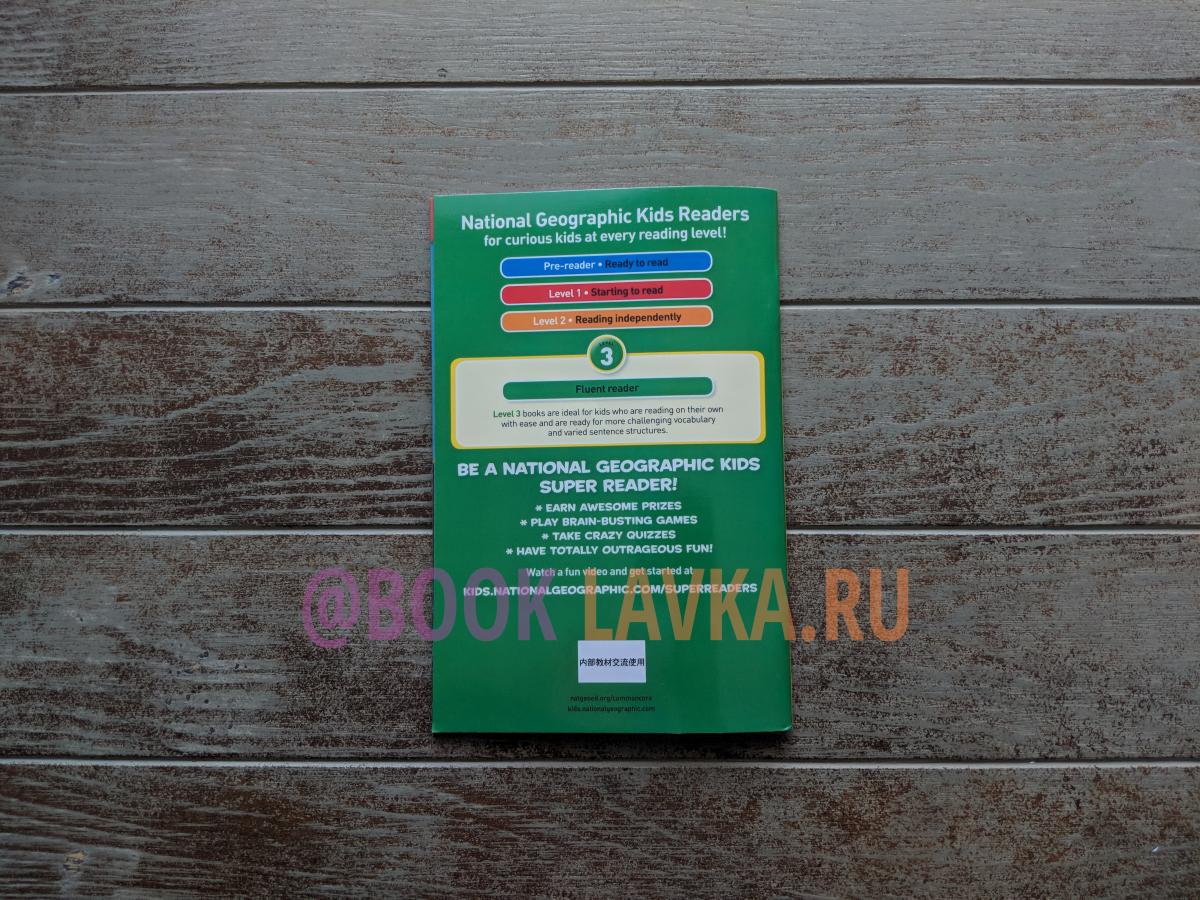 National Geographic Kids Readers
for curious kids at every reading level!
Pre-reader • Ready to read
Level 1 • Starting to read
Level 2 • Reading independently
LEVEL
3
Fluent reader
Level 3 books are ideal for kids who are reading on their own
with ease and are ready for more challenging vocabulary
and varied sentence structures.
BE A NATIONAL GEOGRAPHIC KIDS
SUPER READER!
* EARN AWESOME PRIZES
* PLAY BRAIN-BUSTING GAMES
* TAKE CRAZY QUIZZES
* HAVE TOTALLY OUTRAGEOUS FUN!
Watch a fun video and get started at
KIDS.NATIONALGEOGRAPHIC.COM/SUPERREADERS
@BOOK LAVKA.RU
内部教材交流使用
natgeoed.org/commoncore
kids.nationalgeographic.com